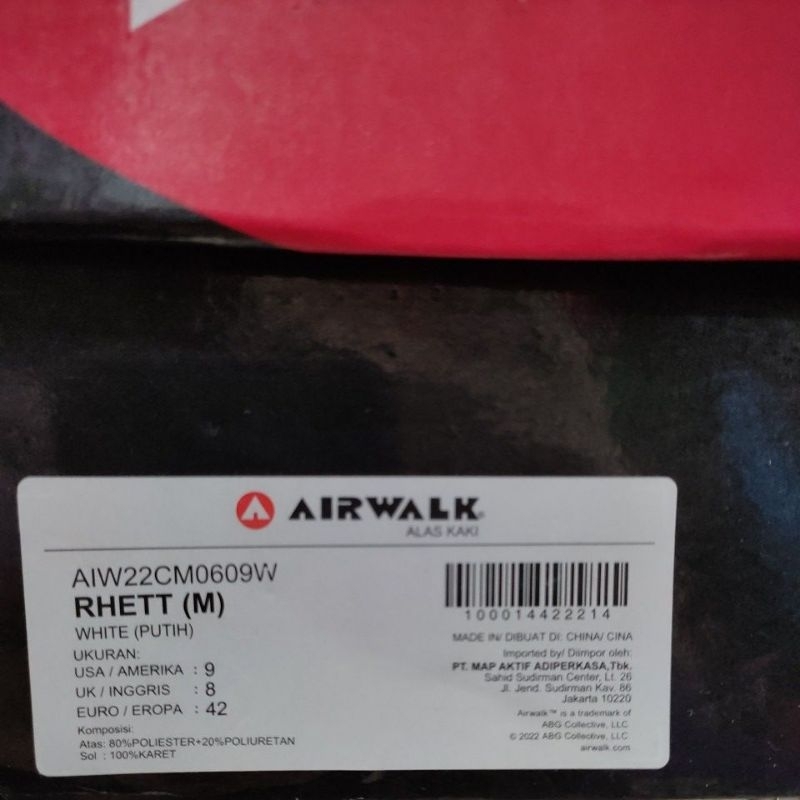 AIRWALK
ALAS KAKI
AIW22CM0609W
RHETT (M)
WHITE (PUTIH)
UKURAN:
USA / AMERIKA : 9
UK / INGGRIS : 8
EURO / EROPA : 42
Komposisi:
Atas: 80%POLIESTER+20%POLIURETAN
Sol : 100%KARET
100014422214
MADE IN/ DIBUAT DI: CHINA/ CINA
Imported by/ Diimpor oleh:
PT. MAP AKTIF ADIPERKASA,Tbk.
Sahid Sudirman Center, Lt. 26
Jl. Jend. Sudirman Kav. 86
Jakarta 10220
Airwalk™ is a trademark of
ABG Collective, LLC
© 2022 ABG Collective, LLC.
airwalk.com